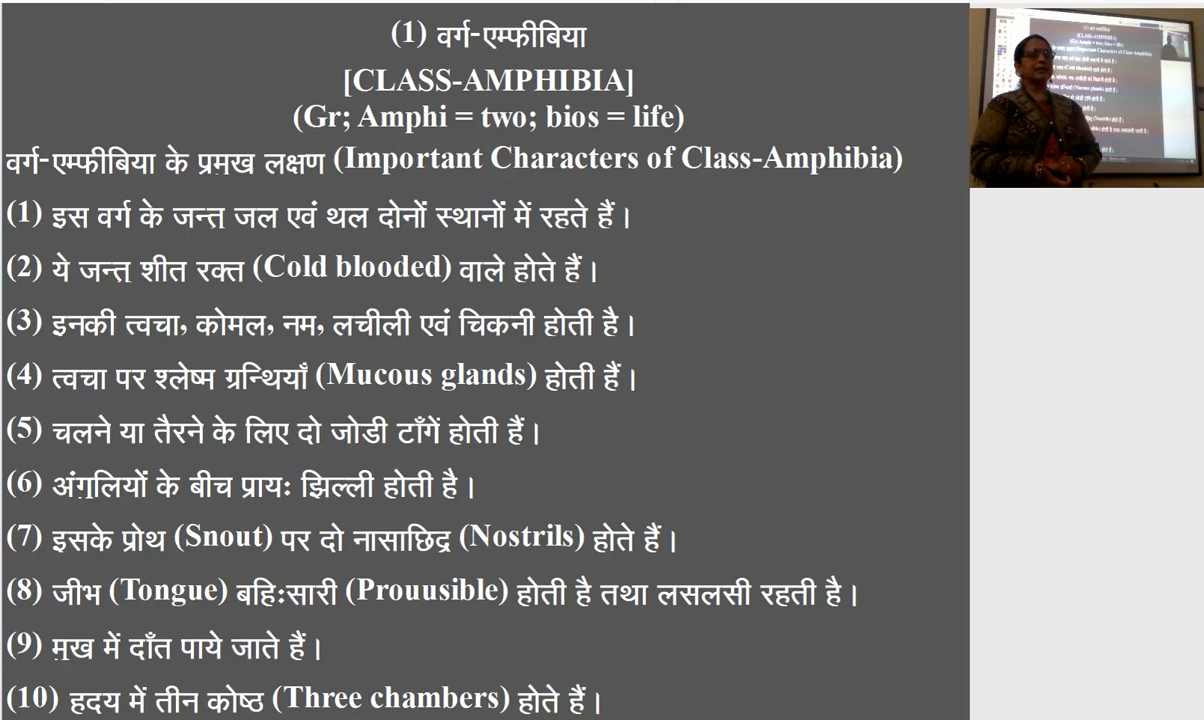 (1) वर्ग-एम्फीबिया
[CLASS-AMPHIBIA]
(Gr; Amphi = two; bios = life)
वर्ग-एम्फीबिया के प्रमुख लक्षण (Important Characters of Class-Amphibia)
(1) इस वर्ग के जन्तु जल एवं थल दोनों स्थानों में रहते हैं।
(2) ये जन्तु शीत रक्त (Cold blooded) वाले होते हैं।
(3) इनकी त्वचा, कोमल, नम, लचीली एवं चिकनी होती है।
(4) त्वचा पर श्लेष्म ग्रन्थियाँ (Mucous glands) होती हैं।
(5) चलने या तैरने के लिए दो जोडी टाँगें होती हैं।
(6) अंगुलियों के बीच प्रायः झिल्ली होती है।
(7) इसके प्रोथ (Snout) पर दो नासाछिद्र (Nostrils) होते हैं।
(8) जीभ (Tongue) बहिःसारी (Prouusible) होती है तथा लसलसी रहती है।
(9) मुख में दाँत पाये जाते हैं।
(10) हदय में तीन कोष्ठ (Three chambers) होते हैं।